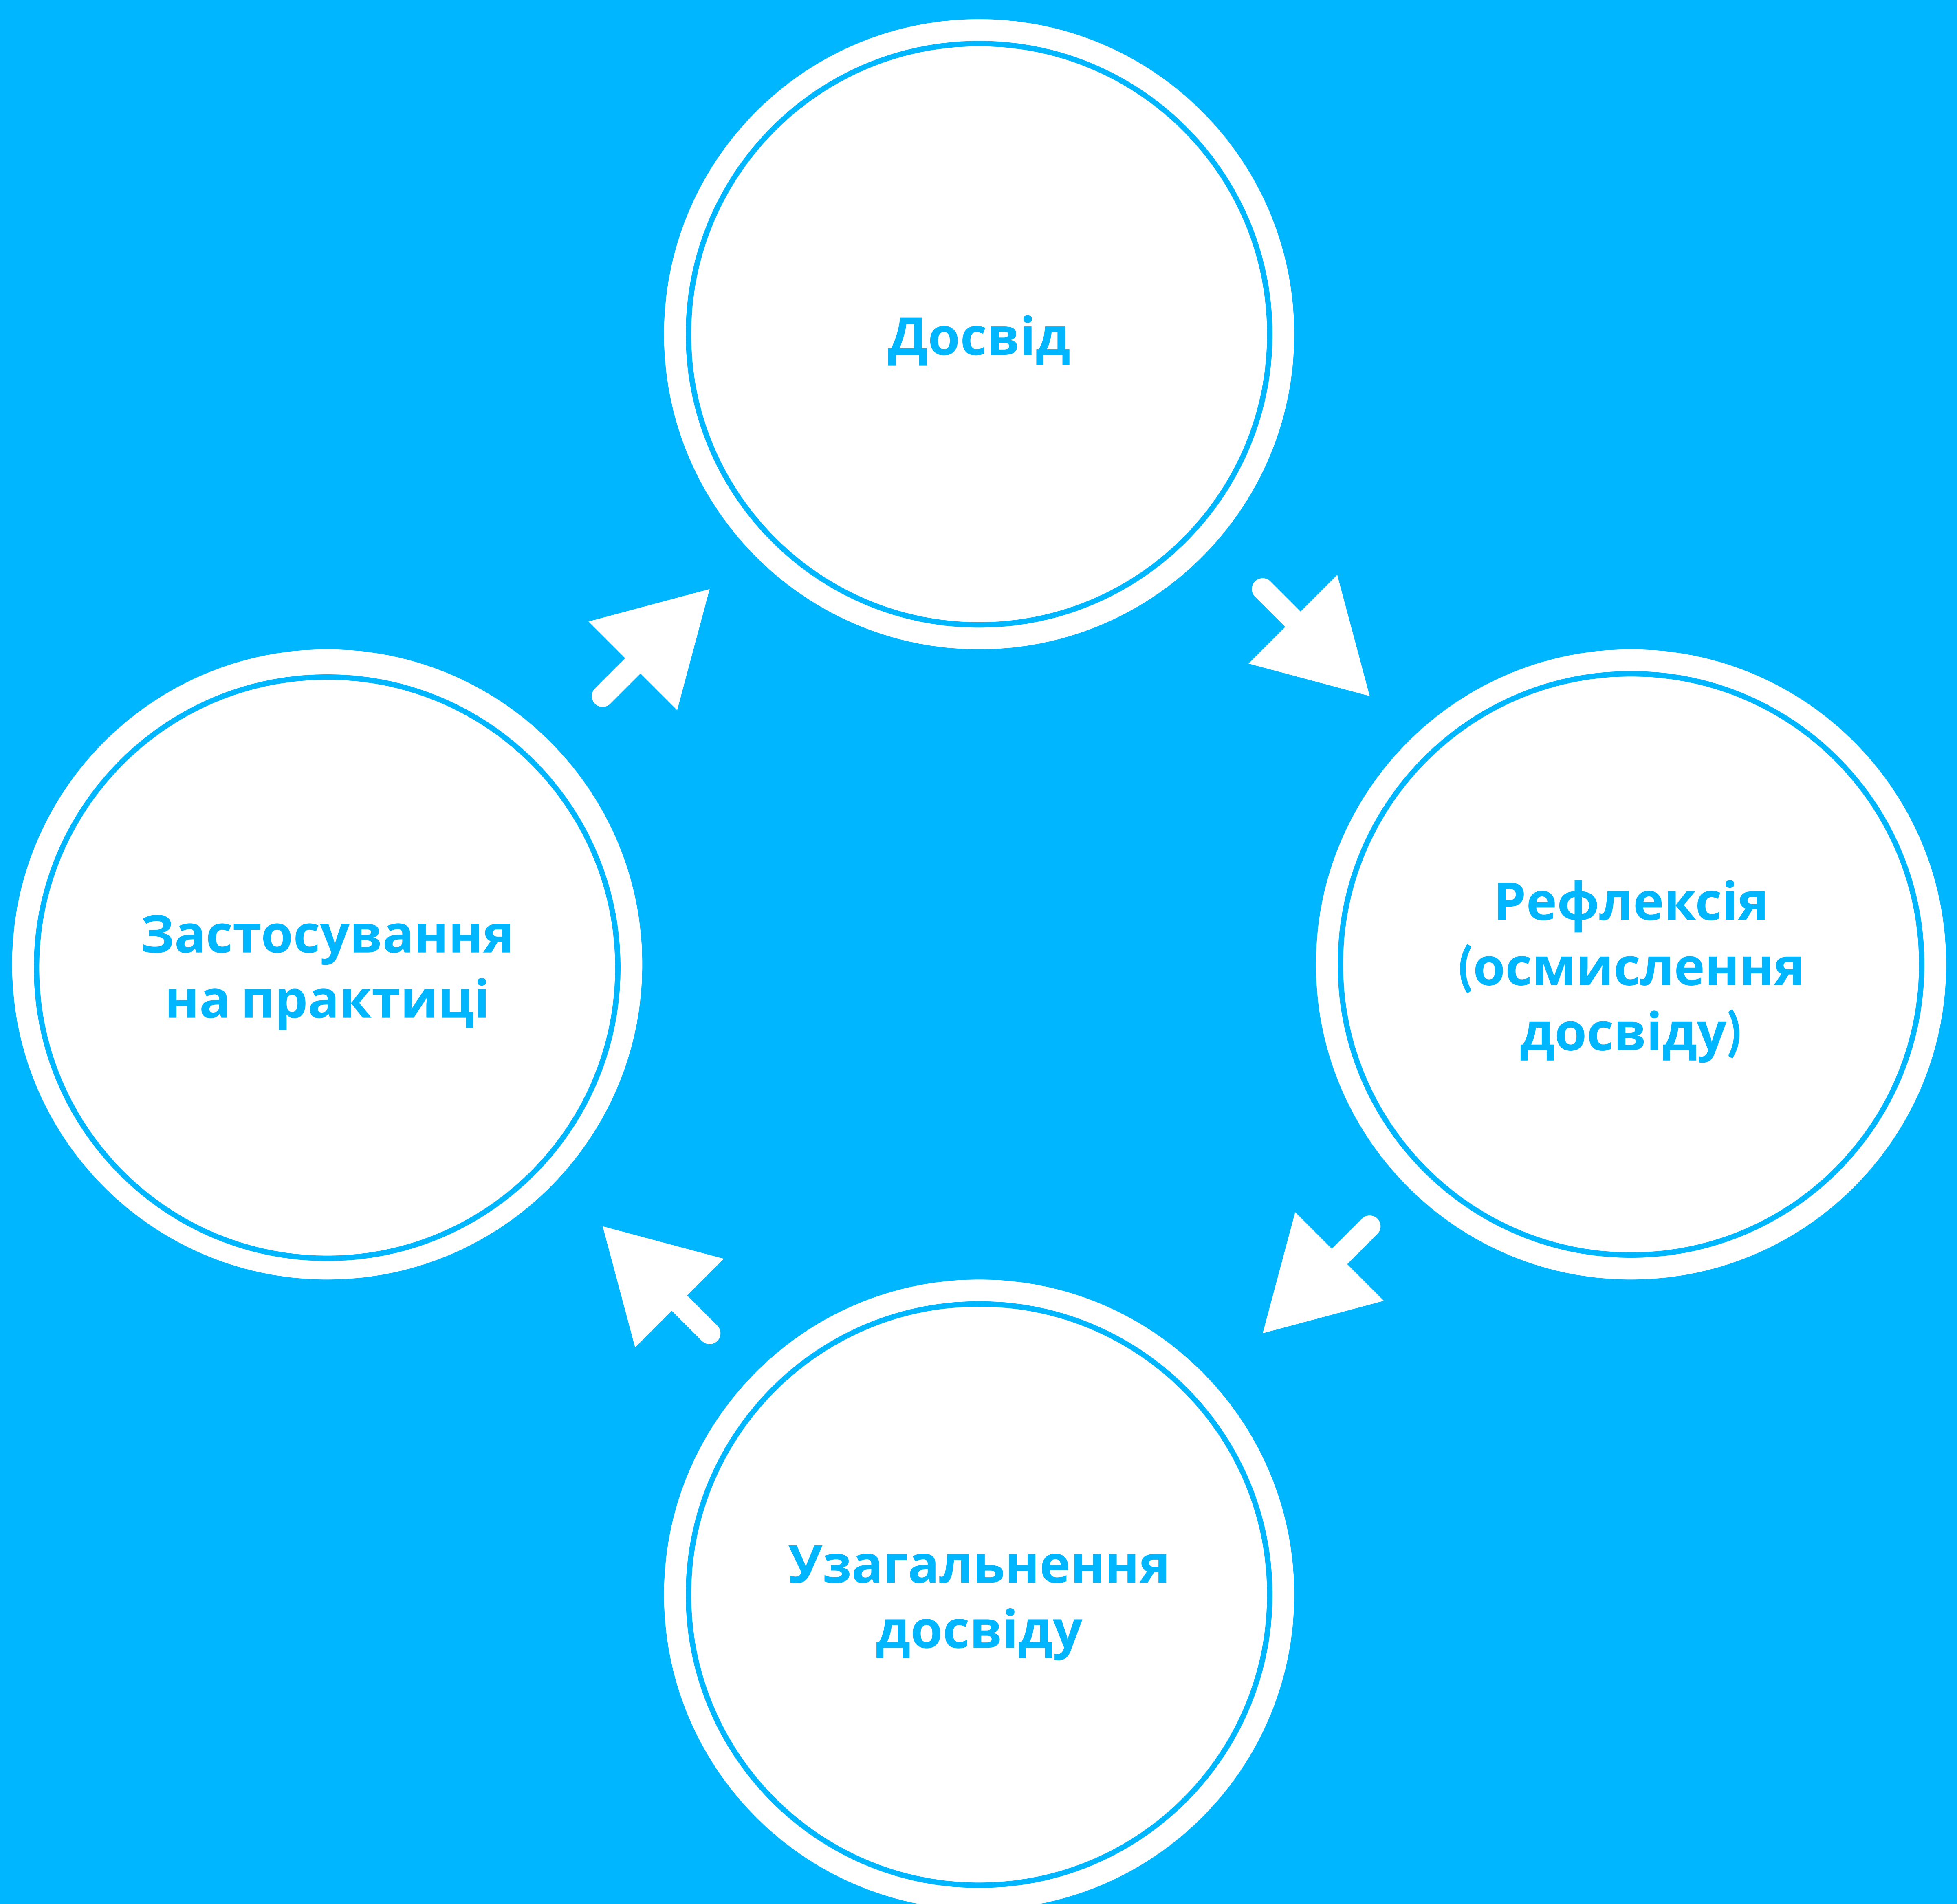 Досвід
Застосування
на практиці
Рефлексія
(осмислення
досвіду)
Узагальнення
досвіду